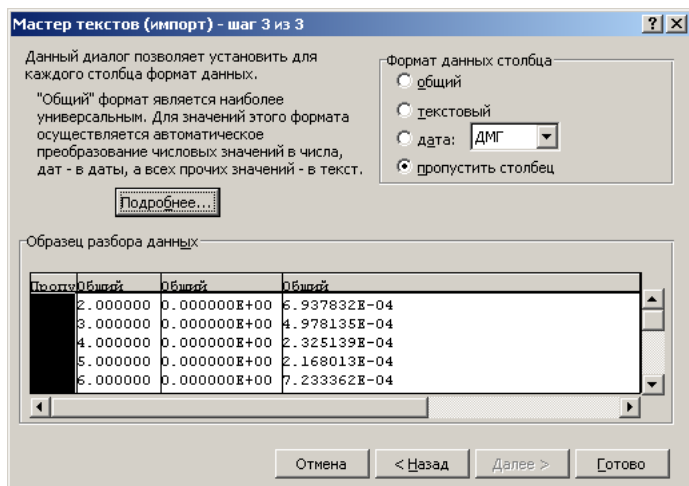 Мастер текстов (импорт) - шаг 3 из 3
Данный диалог позволяет установить для
каждого столбца формат данных.
"Общий" формат является наиболее
универсальным. Для значений этого формата
осуществляется автоматическое
преобразование числовых значений в числа,
дат - в даты, а всех прочих значений - в текст.
Подробнее...
Формат данных столбца
общий
текстовый
дата: ДМГ
пропустить столбец
Образец разбора данных
Пропу Общий Общий Общий
2.000000 0.000000E+00 6.937832E-04
3.000000 0.000000E+00 4.978135E-04
4.000000 0.000000E+00 2.325139E-04
5.000000 0.000000E+00 2.168013E-04
6.000000 0.000000E+00 7.233362E-04
Отмена < Назад Далее > Готово